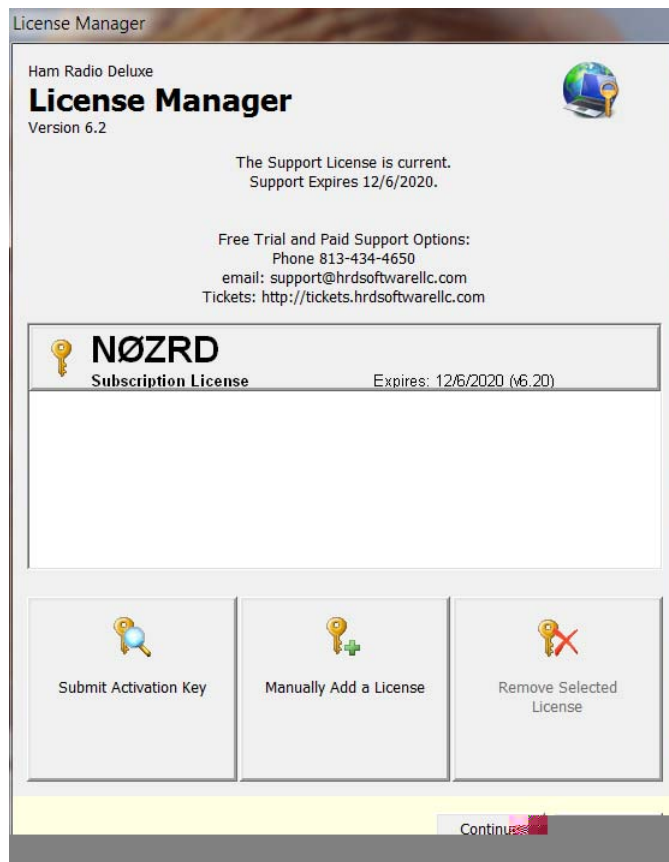 License Manager
Ham Radio Deluxe
License Manager
Version 6.2
The Support License is current.
Support Expires 12/6/2020.
Free Trial and Paid Support Options:
Phone 813-434-4650
email: support@hrdsoftwarellc.com
Tickets: http://tickets.hrdsoftwarellc.com
NØZRD
Subscription License Expires: 12/6/2020 (v6.20)
Submit Activation Key
Manually Add a License
Remove Selected
License